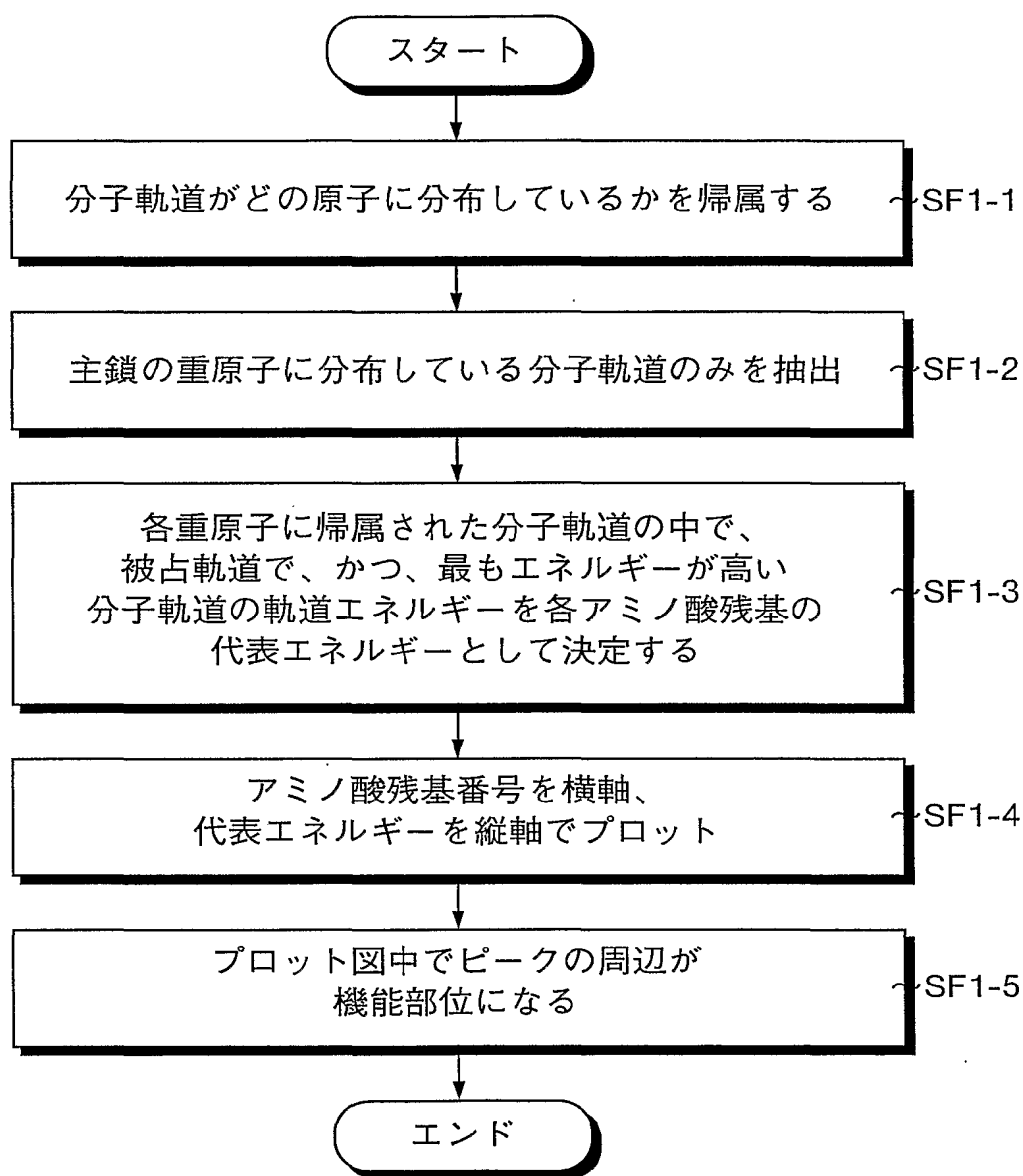 スタート
分子軌道がどの原子に分布しているかを帰属する
SF1-1
主鎖の重原子に分布している分子軌道のみを抽出
SF1-2
各重原子に帰属された分子軌道の中で、
被占軌道で、かつ、最もエネルギーが高い
分子軌道の軌道エネルギーを各アミノ酸残基の
代表エネルギーとして決定する
SF1-3
アミノ酸残基番号を横軸、
代表エネルギーを縦軸でプロット
SF1-4
プロット図中でピークの周辺が
機能部位になる
SF1-5
エンド